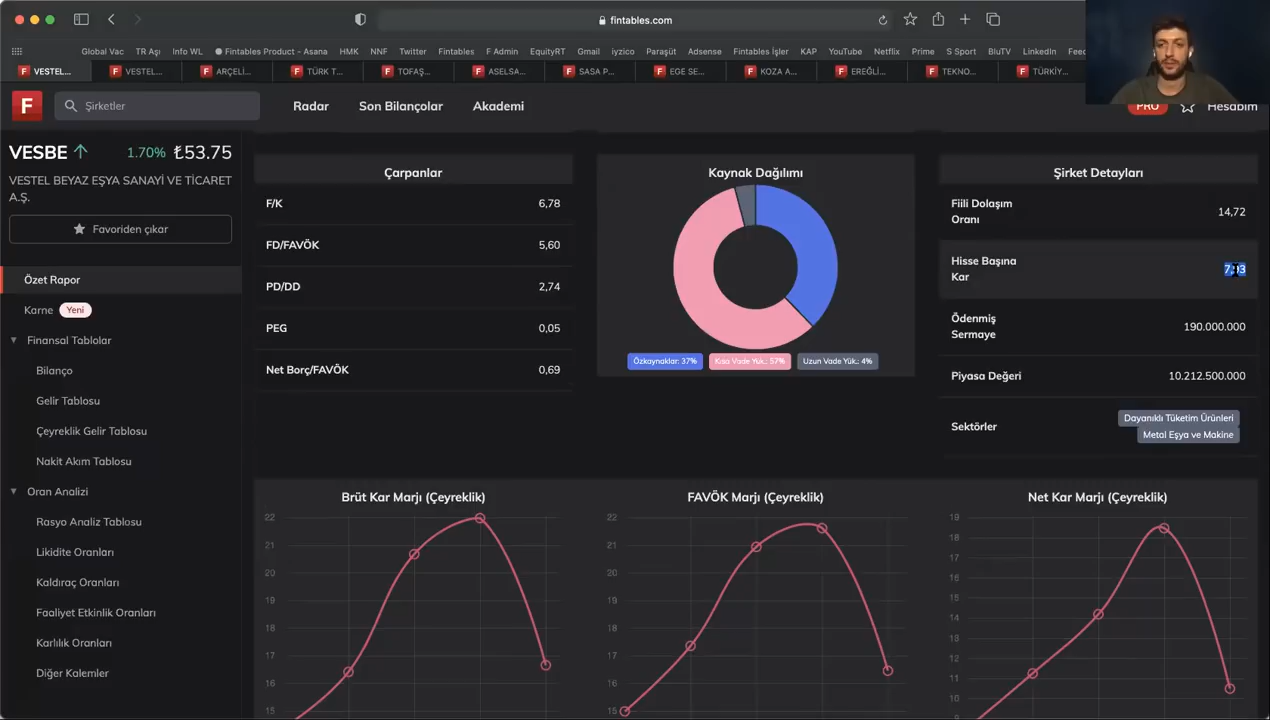 fintables.com
Global Vac TR Aşı Info WL Fintables Product – Asana HMK NNF Twitter Fintables F Admin EquityRT Gmail iyzico Paraşüt Adsense Fintables İşler KAP YouTube Netflix Prime S Sport BluTV LinkedIn
F VESTEL... F VESTEL... F ARÇELİ... F TÜRK T... F TOFAŞ... F ASELSA... F SASA P... F EGE SE... F KOZA A... F EREĞLİ... F TEKNO... F TÜRKİY...
F Şirketler Radar Son Bilançolar Akademi PRO Hesabım
VESBE 1.70% ₺53.75
VESTEL BEYAZ EŞYA SANAYİ VE TİCARET
A.Ş.
Favoriden çıkar
Özet Rapor
Karne Yeni
Finansal Tablolar
Bilanço
Gelir Tablosu
Çeyreklik Gelir Tablosu
Nakit Akım Tablosu
Oran Analizi
Rasyo Analiz Tablosu
Likidite Oranları
Kaldıraç Oranları
Faaliyet Etkinlik Oranları
Karlılık Oranları
Diğer Kalemler
Çarpanlar
F/K 6,78
FD/FAVÖK 5,60
PD/DD 2,74
PEG 0,05
Net Borç/FAVÖK 0,69
Kaynak Dağılımı
Özkaynaklar: 37% Kısa Vade Yük.: 57% Uzun Vade Yük.: 4%
Şirket Detayları
Fiili Dolaşım
Oranı
14,72
Hisse Başına
Kar
Ödenmiş
Sermaye
190.000.000
Piyasa Değeri 10.212.500.000
Sektörler
Dayanıklı Tüketim Ürünleri
Metal Eşya ve Makine
Brüt Kar Marjı (Çeyreklik)
22
21
20
19
18
17
16
15
FAVÖK Marjı (Çeyreklik)
22
21
20
19
18
17
16
15
Net Kar Marjı (Çeyreklik)
19
18
17
16
15
14
13
12
11
10